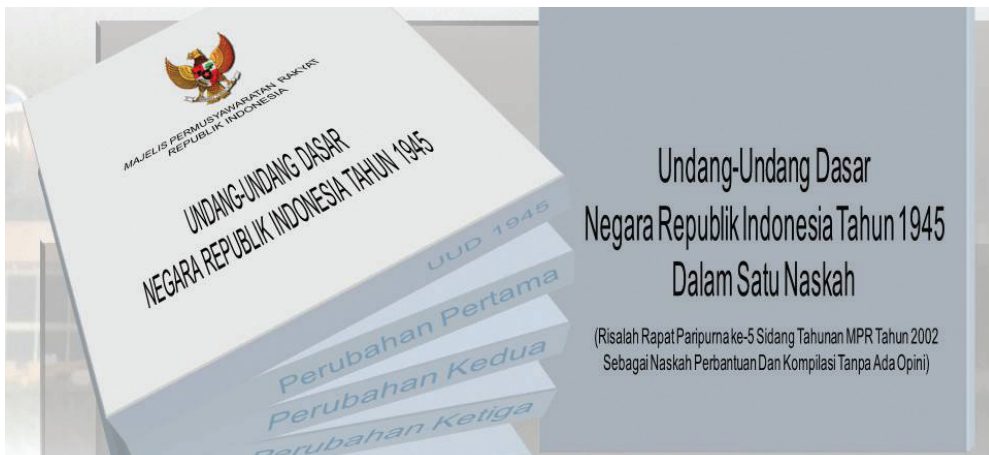 MAJELIS PERMUSYAWARATAN RAKYAT
REPUBLIK INDONESIA
UNDANG-UNDANG DASAR
NEGARA REPUBLIK INDONESIA TAHUN 1945
UUD 1945
Perubahan Pertama
Perubahan Kedua
Perubahan Ketiga
Undang-Undang Dasar
Negara Republik Indonesia Tahun 1945
Dalam Satu Naskah
(Risalah Rapat Paripurna ke-5 Sidang Tahunan MPR Tahun 2002
Sebagai Naskah Perbantuan Dan Kompilasi Tanpa Ada Opini)